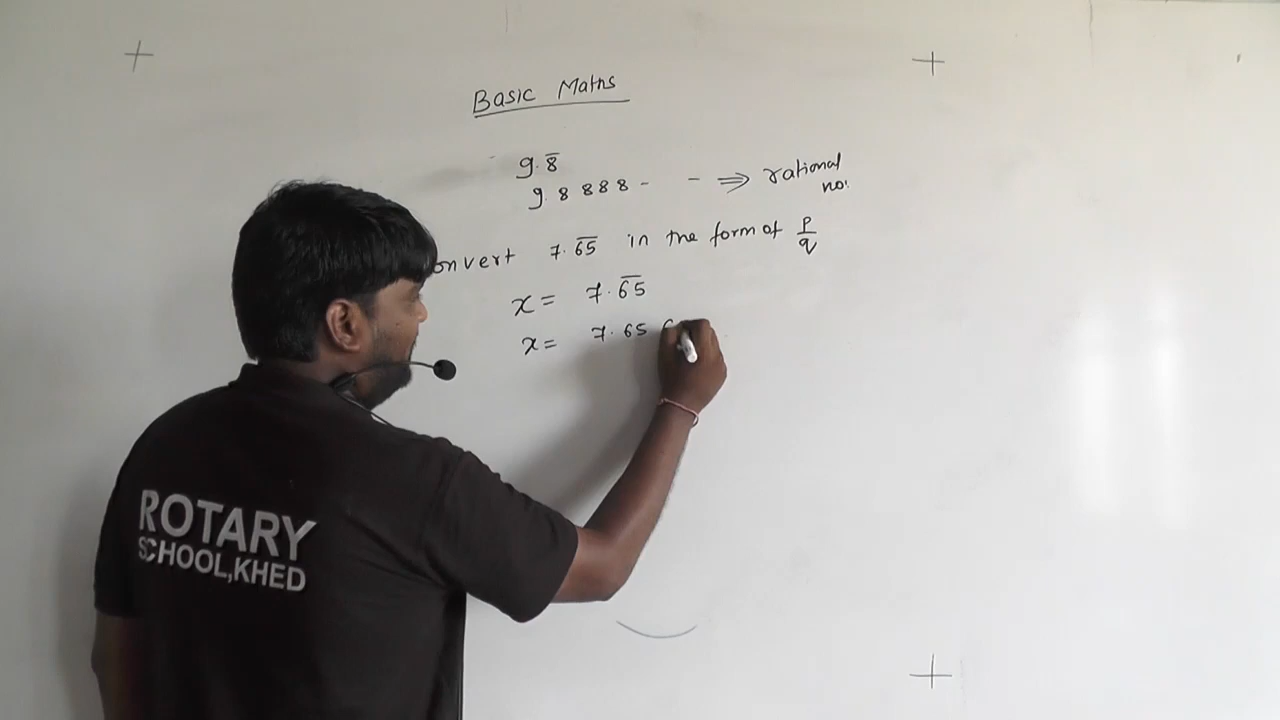 Basic Maths
9.8̅
9.8888- - ⇒ rational no.
onvert 7.6̅5̅ in the form of p/q
x = 7.6̅5̅
x = 7.65 6
ROTARY
SCHOOL,KHED